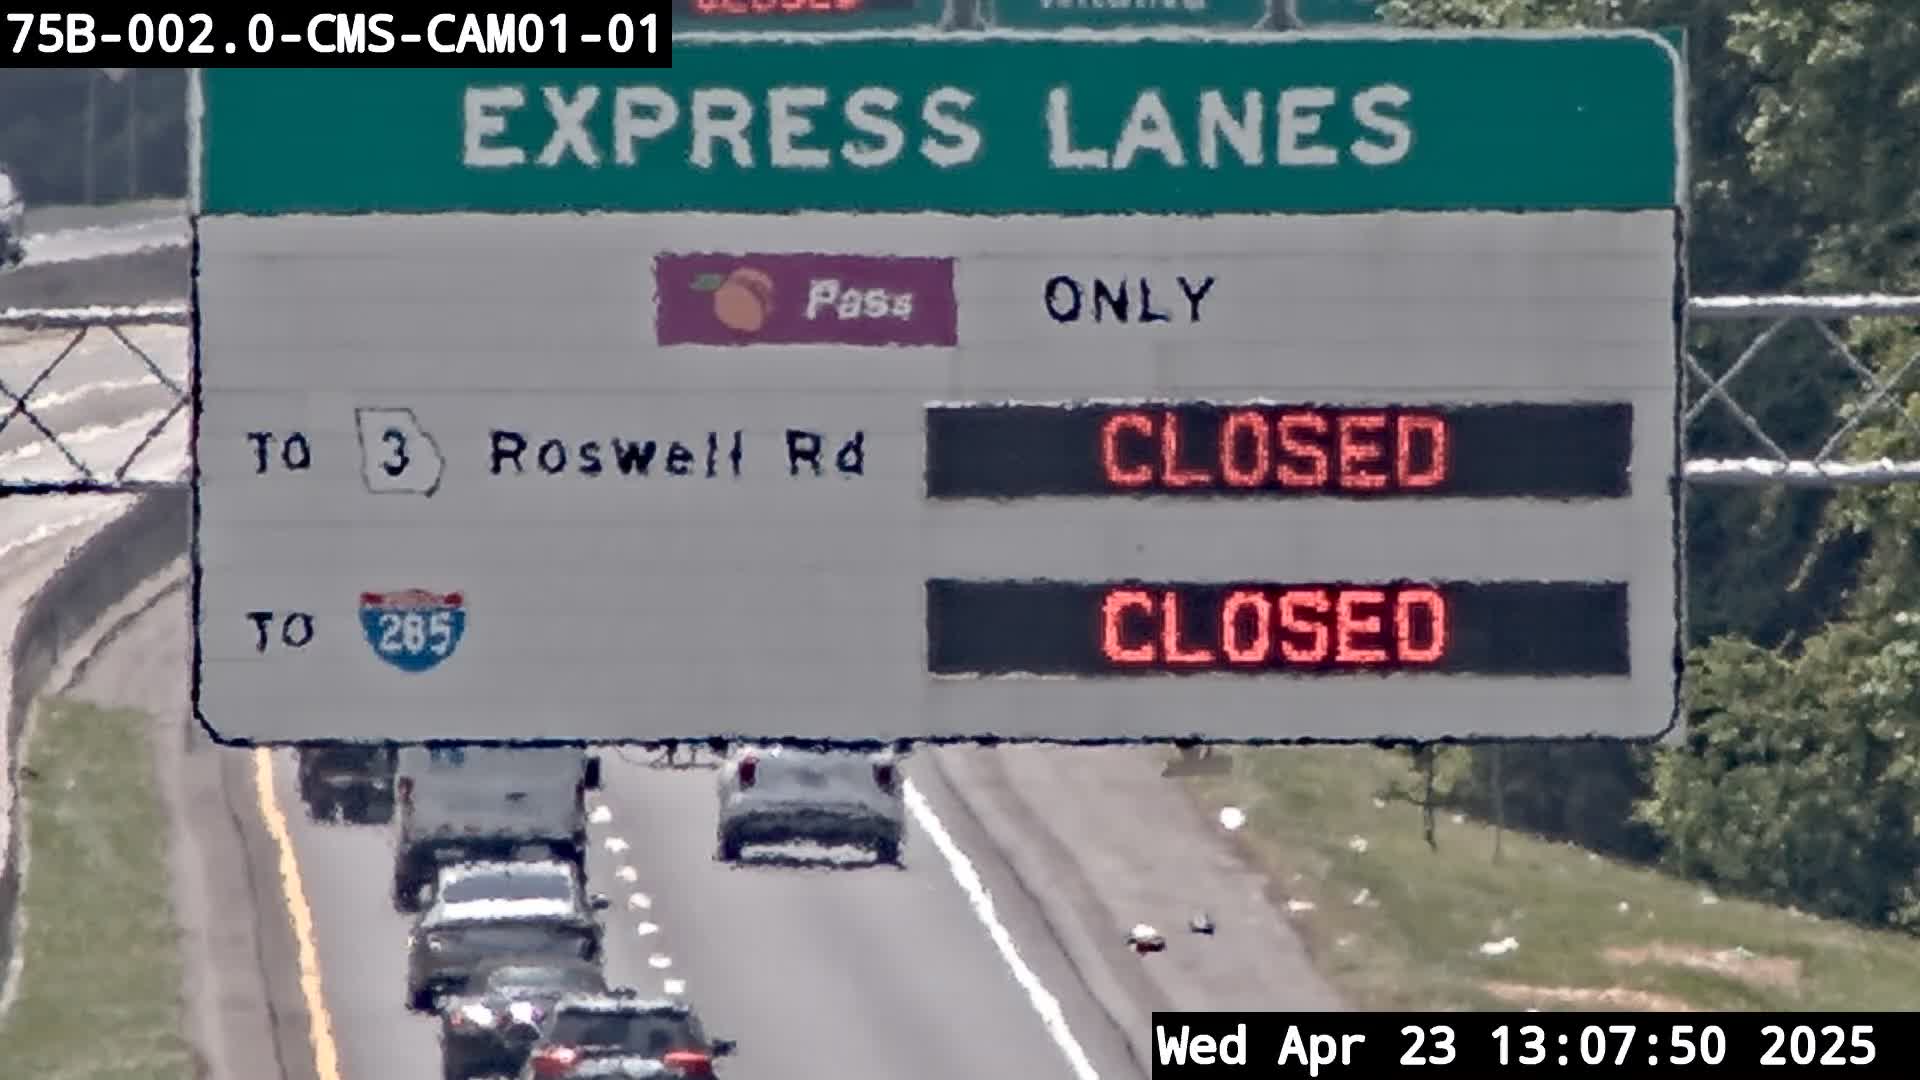 CLOSED
75B-002.0-CMS-CAM01-01
EXPRESS LANES
Pass ONLY
TO 3 Roswell Rd CLOSED
TO 285 CLOSED
Wed Apr 23 13:07:50 2025